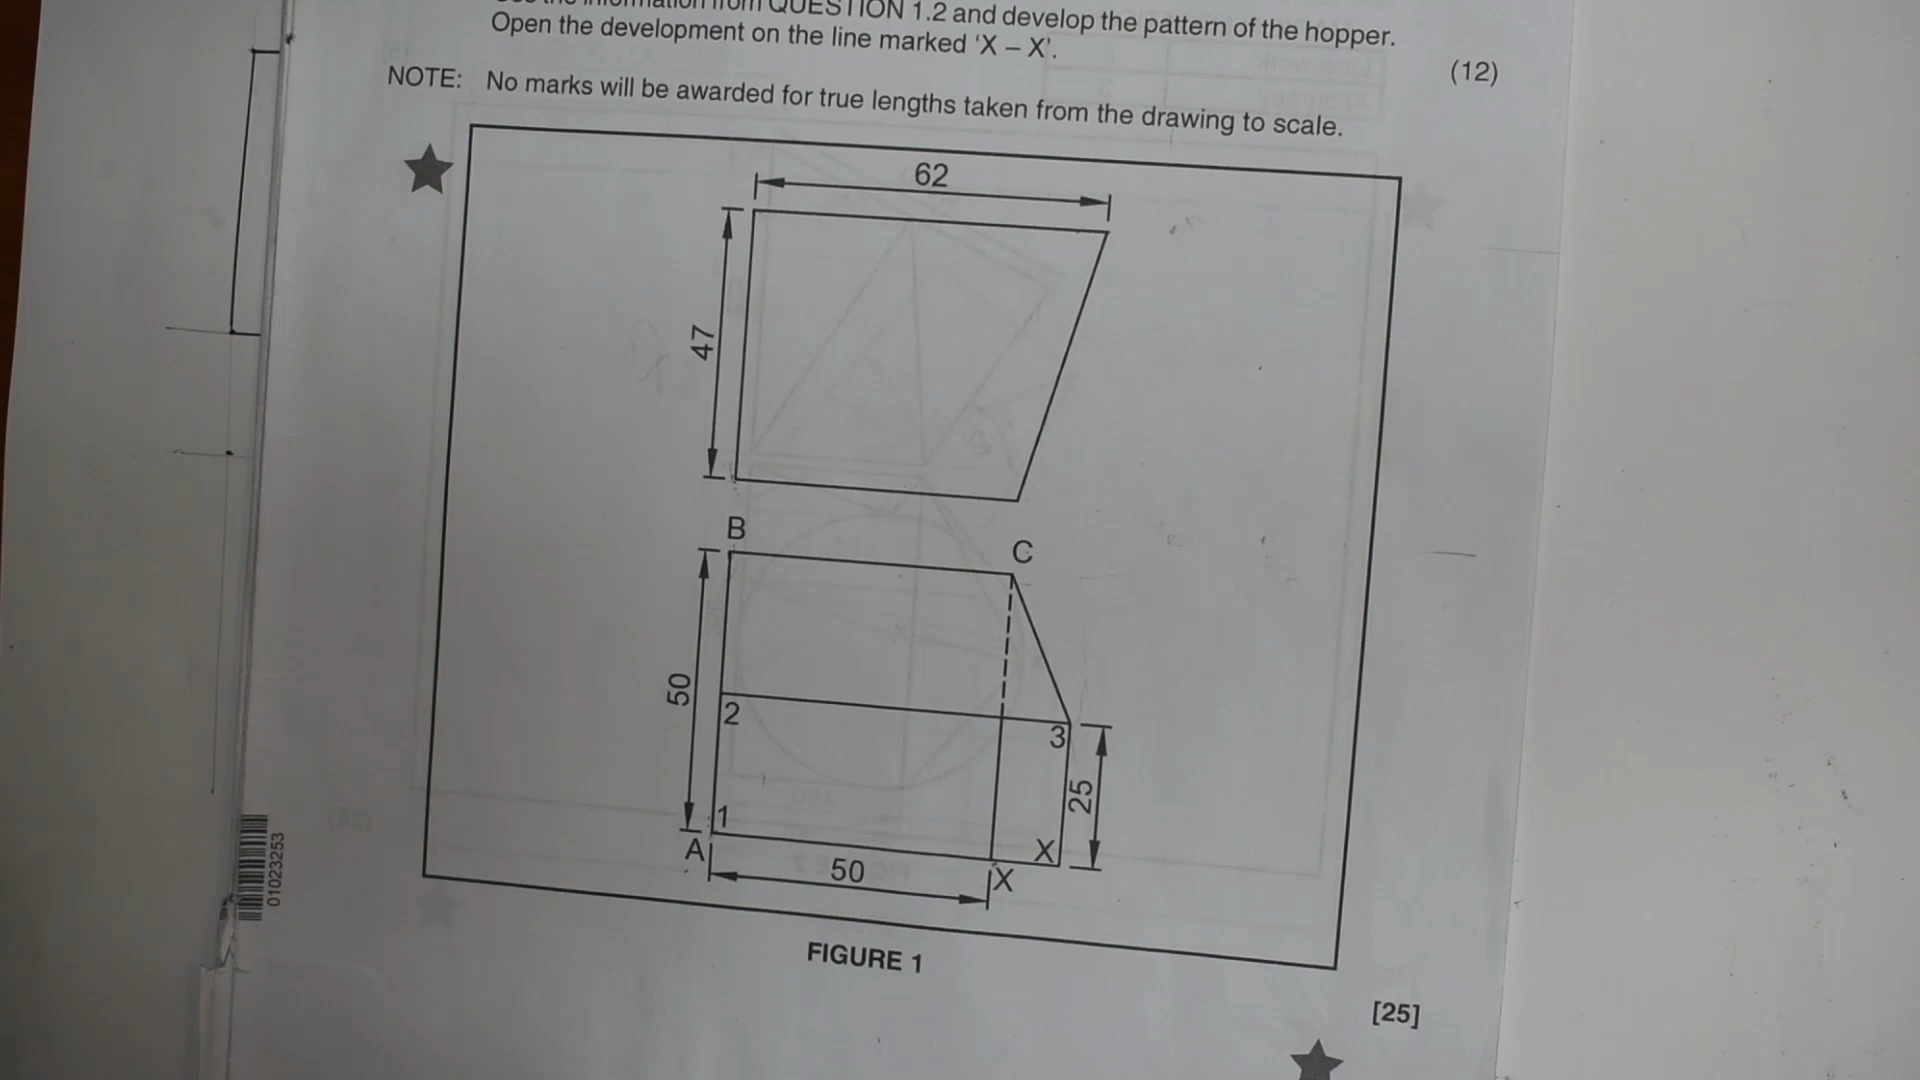 information from QUESTION 1.2 and develop the pattern of the hopper.
Open the development on the line marked ‘X – X’.
(12)
NOTE: No marks will be awarded for true lengths taken from the drawing to scale.
62
47
B
C
50
2
3
25
1
A
X
50
X
01023253
FIGURE 1
[25]